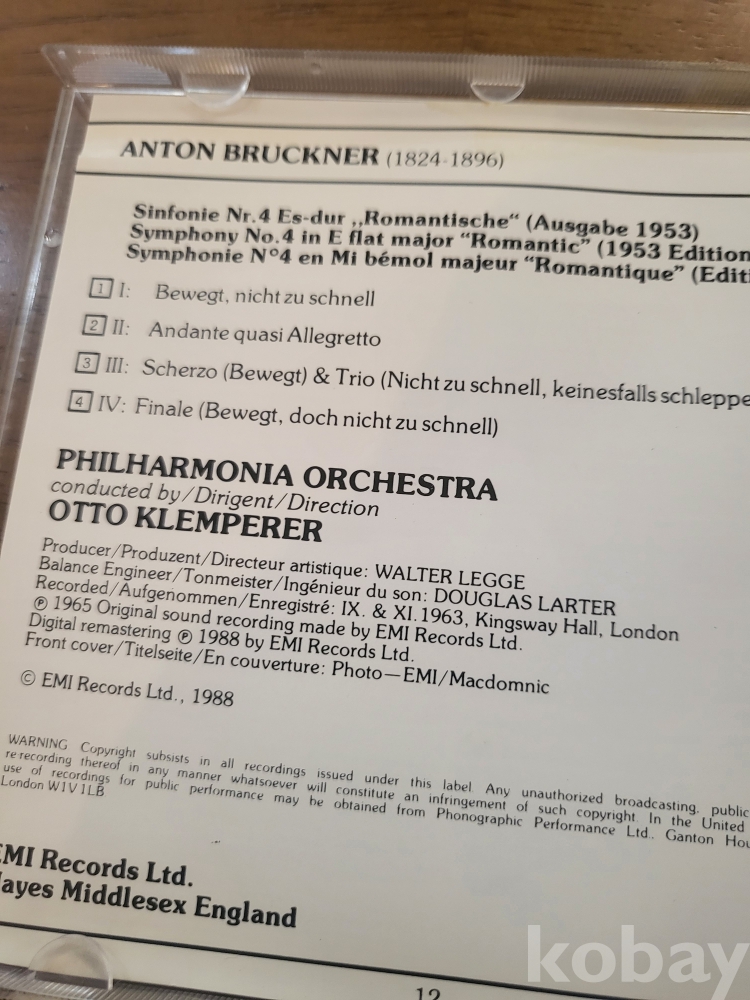 ANTON BRUCKNER (1824-1896)
Sinfonie Nr. 4 Es-dur „Romantische“ (Ausgabe 1953)
Symphony No. 4 in E flat major “Romantic” (1953 Edition
Symphonie N°4 en Mi bémol majeur “Romantique” (Editi
1 I: Bewegt, nicht zu schnell
2 II: Andante quasi Allegretto
3 III: Scherzo (Bewegt) & Trio (Nicht zu schnell, keinesfalls schleppe
4 IV: Finale (Bewegt, doch nicht zu schnell)
PHILHARMONIA ORCHESTRA
conducted by/Dirigent/Direction
OTTO KLEMPERER
Producer/Produzent/Directeur artistique: WALTER LEGGE
Balance Engineer/Tonmeister/Ingénieur du son: DOUGLAS LARTER
Recorded/Aufgenommen/Enregistré: IX. & XI. 1963, Kingsway Hall, London
℗ 1965 Original sound recording made by EMI Records Ltd.
Digital remastering ℗ 1988 by EMI Records Ltd.
Front cover/Titelseite/En couverture: Photo—EMI/Macdomnic
© EMI Records Ltd., 1988
WARNING Copyright subsists in all recordings issued under this label. Any unauthorized broadcasting, public
re-recording thereof in any manner whatsoever will constitute an infringement of such copyright. In the United
use of recordings for public performance may be obtained from Phonographic Performance Ltd., Ganton Hou
London W1V 1LB
EMI Records Ltd.
ayes Middlesex England
12
kobay